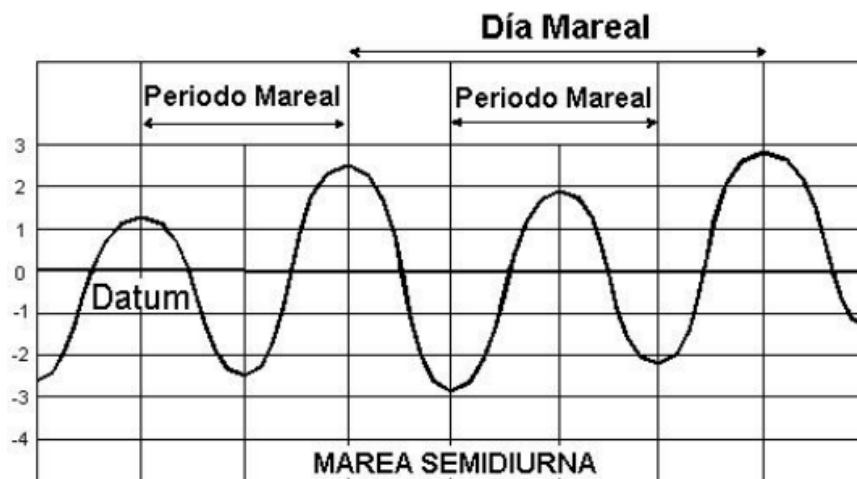 Día Mareal
Periodo Mareal
Periodo Mareal
3
2
1
0
Datum
-1
-2
-3
-4
MAREA SEMIDIURNA